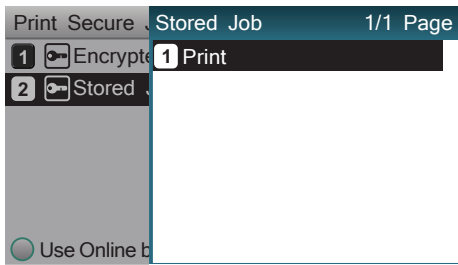 Print Secure J
1 Encrypte
2 Stored J
Use Online b
Stored Job 1/1 Page
1 Print